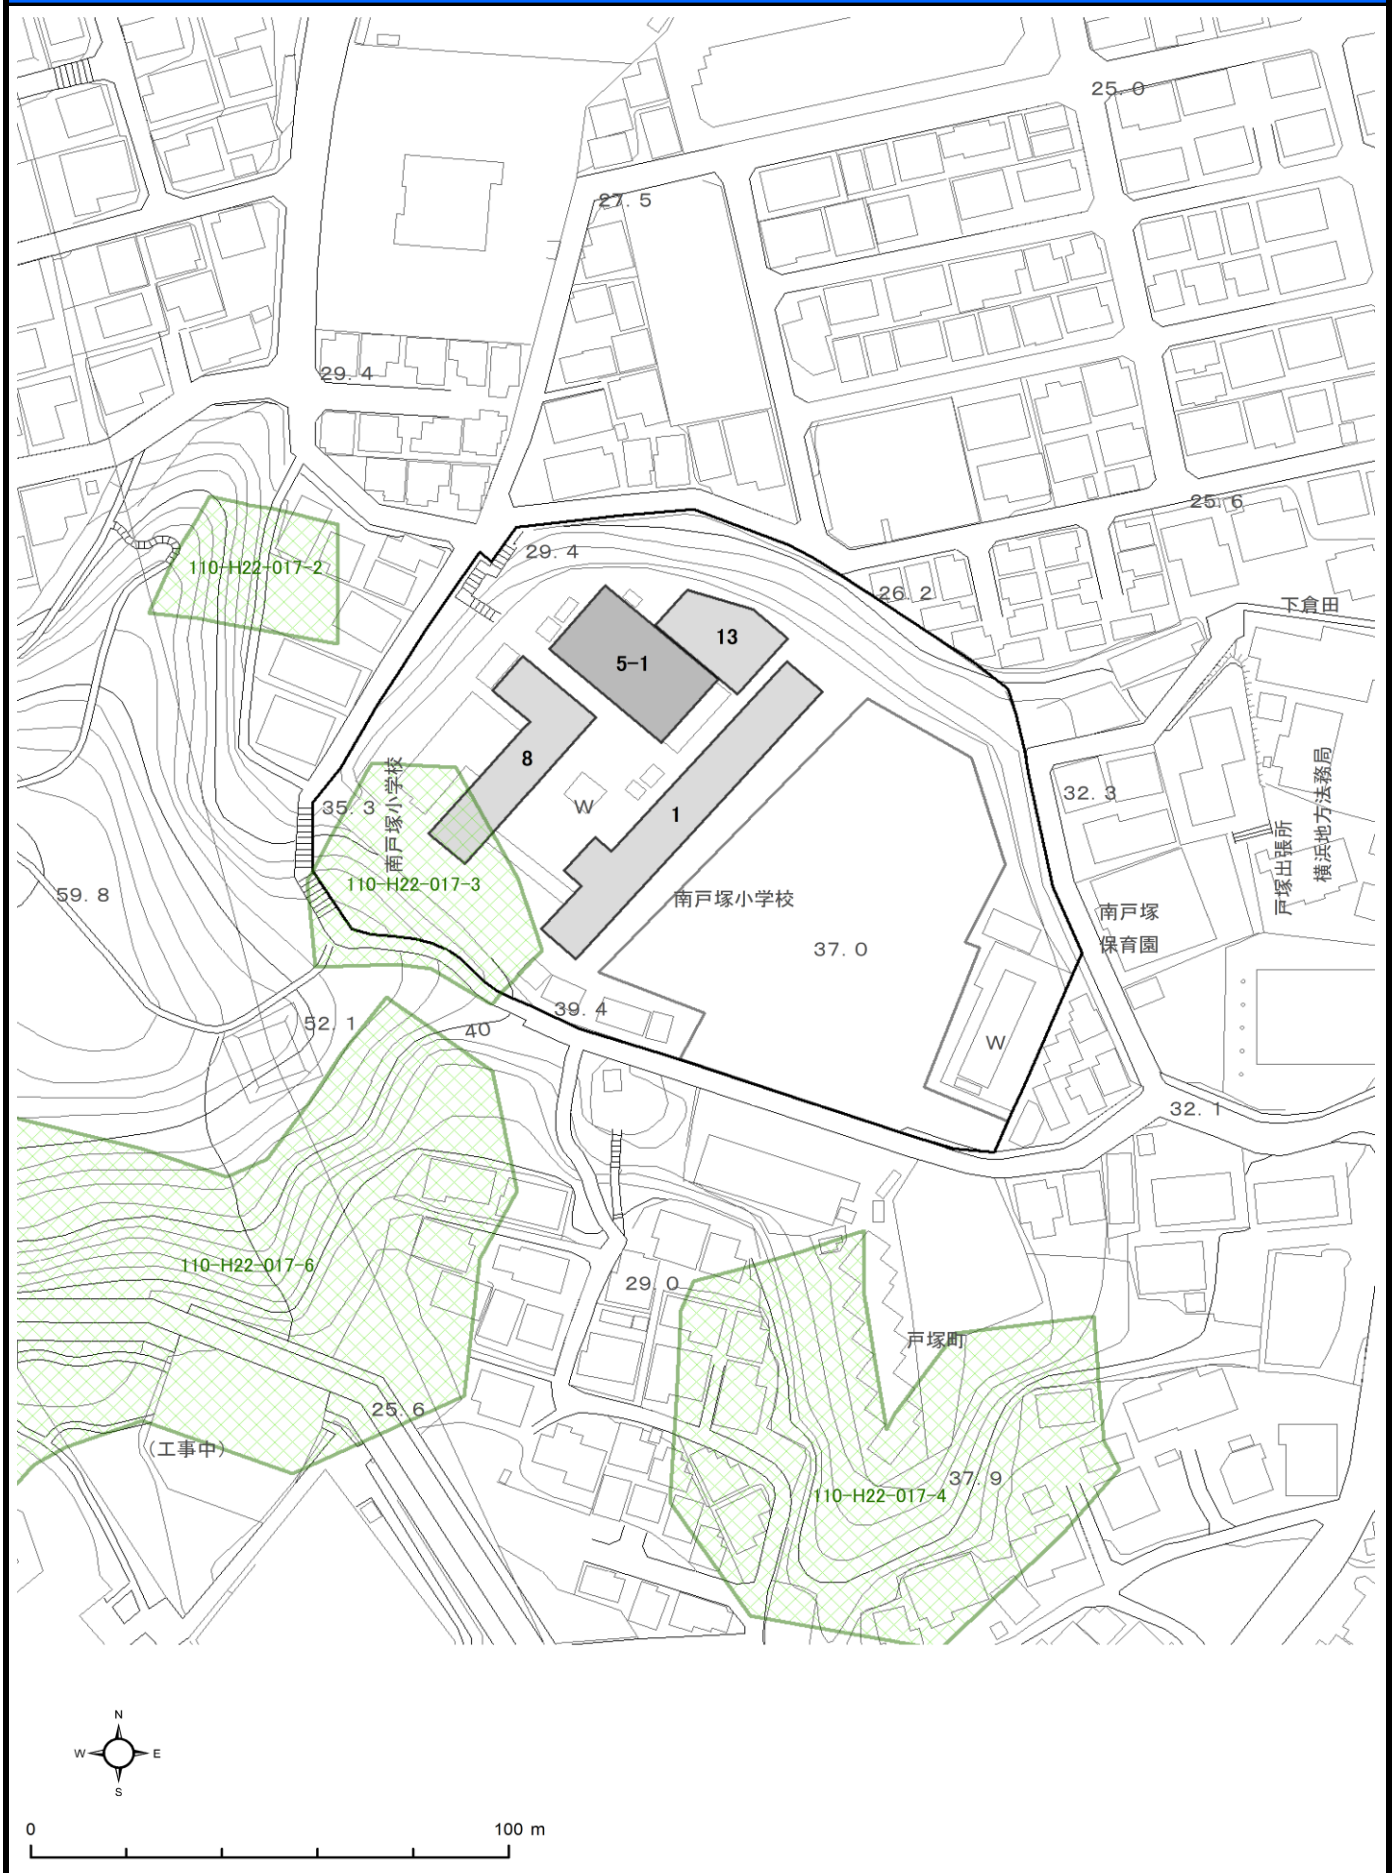 25.0
27.5
29.4
25.6
29.4
110-H22-017-2
26.2
下倉田
13
5-1
8
南戸塚小学校
35.3
W
1
32.3
横浜地方法務局
戸塚出張所
110-H22-017-3
59.8
南戸塚小学校
南戸塚
保育園
37.0
39.4
52.1
40
W
32.1
110-H22-017-6
29.0
戸塚町
25.6
(工事中)
37.9
110-H22-017-4
N
W E
S
0 100 m